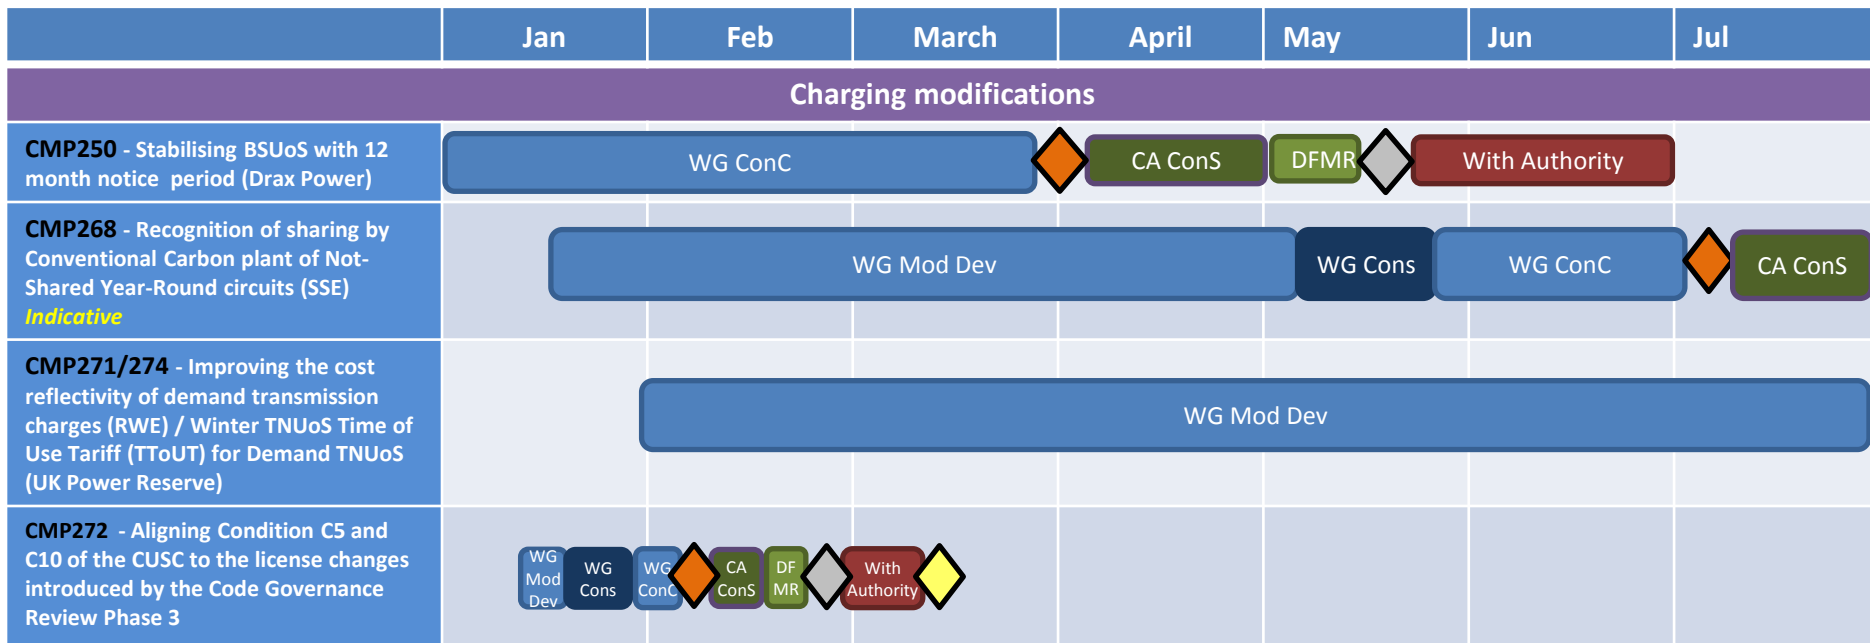 Jan Feb March April May Jun Jul
Charging modifications
CMP250 - Stabilising BSUoS with 12
month notice period (Drax Power)
WG ConC
CA ConS
DFMR
With Authority
CMP268 - Recognition of sharing by
Conventional Carbon plant of Not-
Shared Year-Round circuits (SSE)
Indicative
WG Mod Dev
WG Cons
WG ConC
CA ConS
CMP271/274 - Improving the cost
reflectivity of demand transmission
charges (RWE) / Winter TNUoS Time of
Use Tariff (TToUT) for Demand TNUoS
(UK Power Reserve)
WG Mod Dev
CMP272 - Aligning Condition C5 and
C10 of the CUSC to the license changes
introduced by the Code Governance
Review Phase 3
WG
Mod
Dev
WG
Cons
WG
ConC
CA
ConS
DF
MR
With
Authority